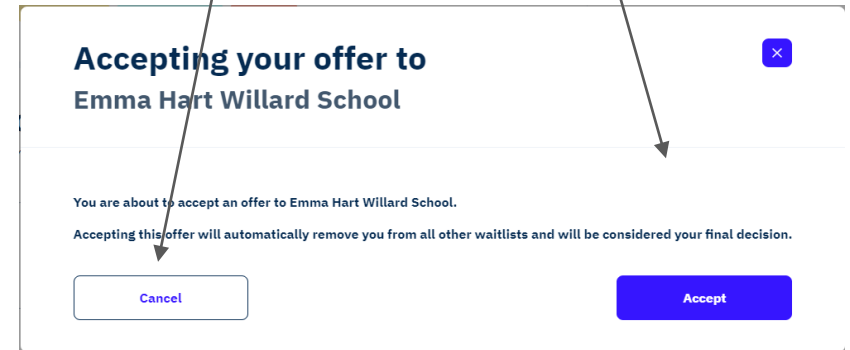 Accepting your offer to
Emma Hart Willard School
You are about to accept an offer to Emma Hart Willard School.
Accepting this offer will automatically remove you from all other waitlists and will be considered your final decision.
Cancel
Accept